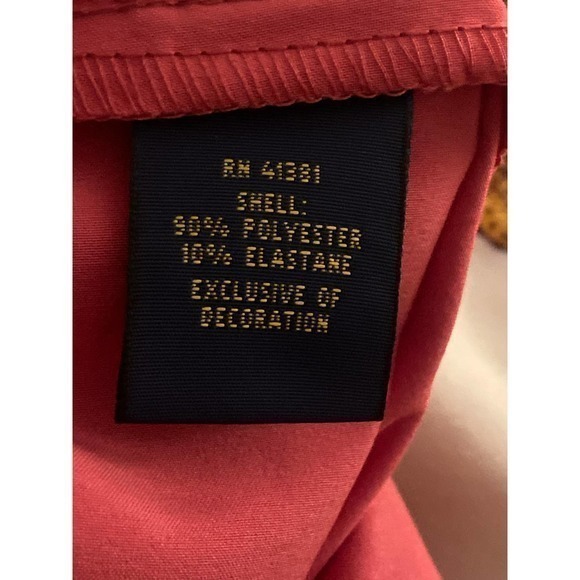 RN 41381
SHELL:
90% POLYESTER
10% ELASTANE
EXCLUSIVE OF
DECORATION